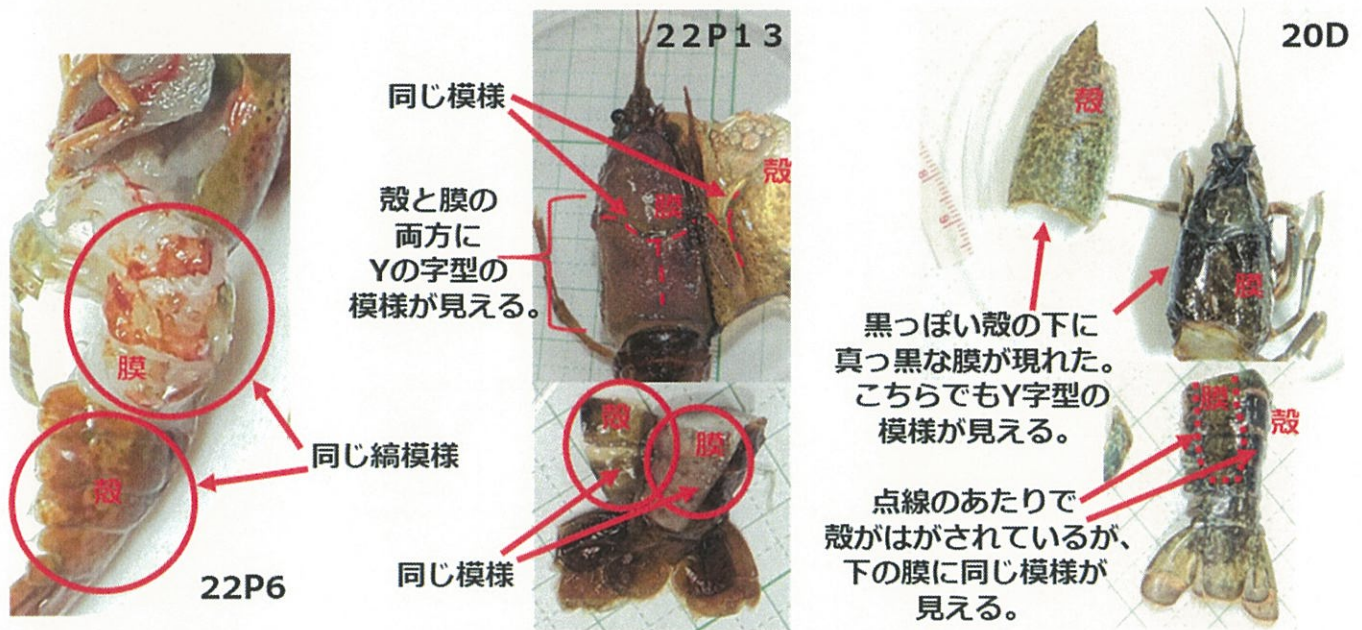 膜
殻
同じ縞模様
22P6
22P13
同じ模様
殻
膜
殻と膜の
両方に
Yの字型の
模様が見える。
殻
膜
同じ模様
20D
殻
膜
黒っぽい殻の下に
真っ黒な膜が現れた。
こちらでもY字型の
模様が見える。
膜
殻
点線のあたりで
殻がはがされているが、
下の膜に同じ模様が
見える。